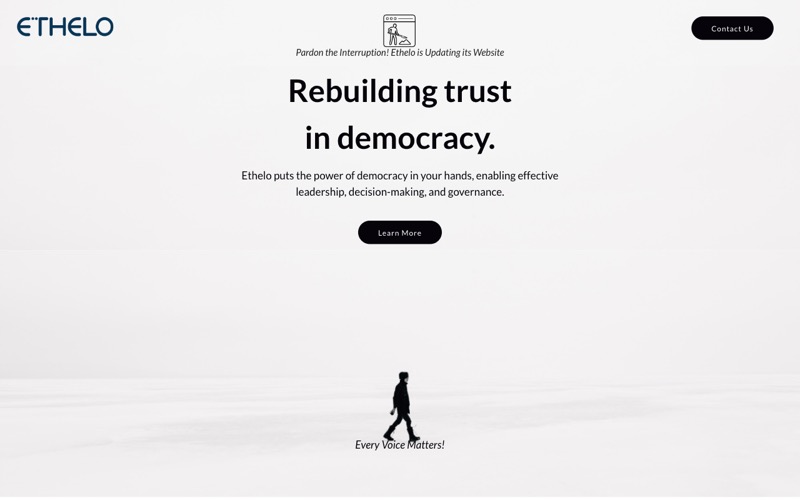 ETHELO
Contact Us
Pardon the Interruption! Ethelo is Updating its Website
Rebuilding trust
in democracy.
Ethelo puts the power of democracy in your hands, enabling effective
leadership, decision-making, and governance.
Learn More
Every Voice Matters!